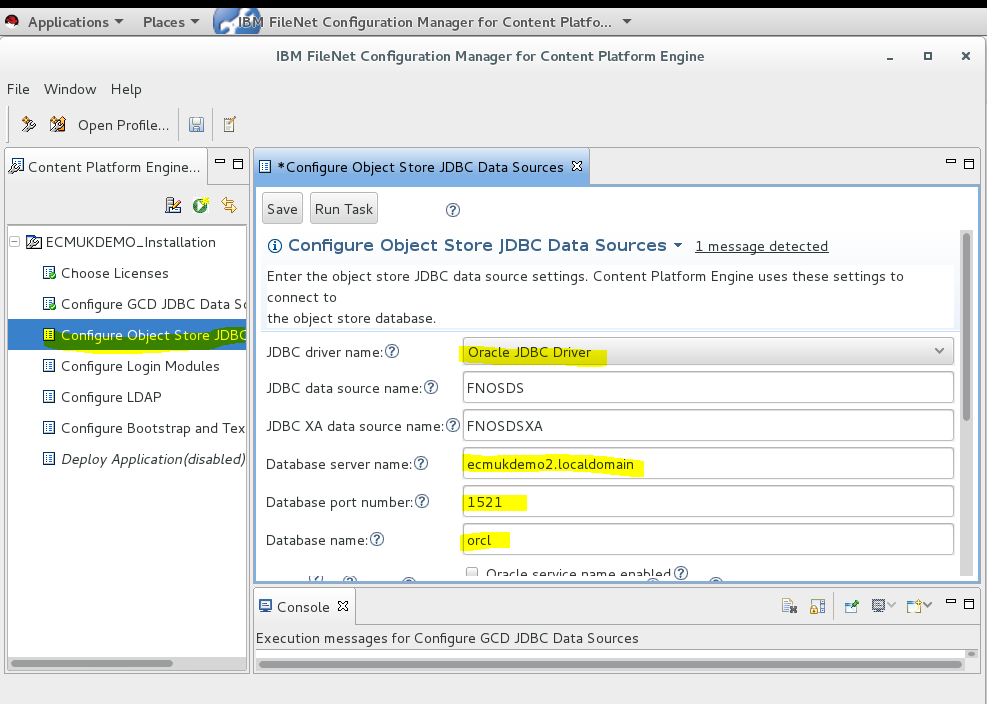 Applications Places IBM FileNet Configuration Manager for Content Platfo...
IBM FileNet Configuration Manager for Content Platform Engine
File Window Help
Open Profile...
Content Platform Engine...
*Configure Object Store JDBC Data Sources
Save Run Task
ECMUKDEMO_Installation
Choose Licenses
Configure GCD JDBC Data So
Configure Object Store JDBC
Configure Login Modules
Configure LDAP
Configure Bootstrap and Tex
Deploy Application(disabled)
Configure Object Store JDBC Data Sources 1 message detected
Enter the object store JDBC data source settings. Content Platform Engine uses these settings to
connect to
the object store database.
JDBC driver name: Oracle JDBC Driver
JDBC data source name: FNOSDS
JDBC XA data source name: FNOSDSXA
Database server name: ecmukdemo2.localdomain
Database port number: 1521
Database name: orcl
Oracle service name enabled
Console
Execution messages for Configure GCD JDBC Data Sources